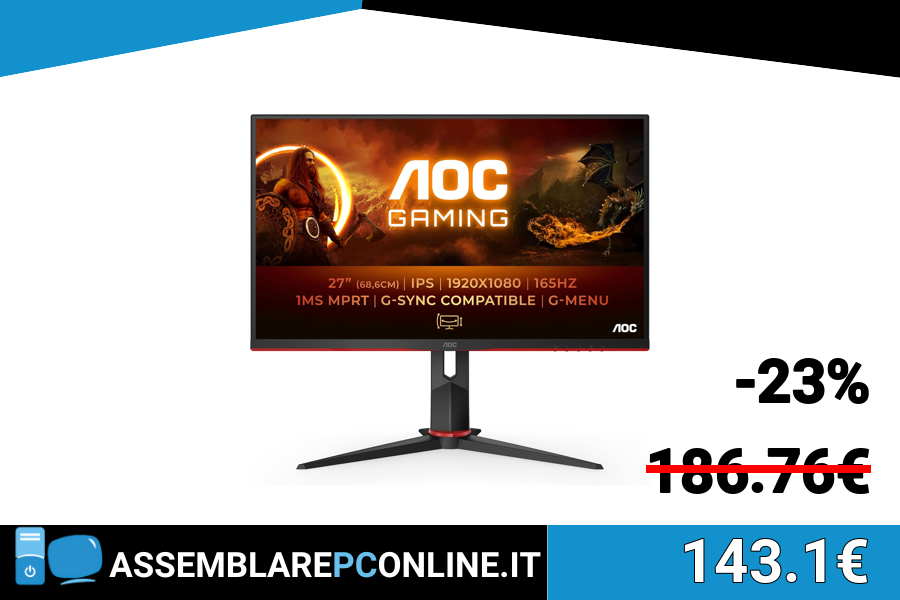 AOC
GAMING
27" (68,6CM) | IPS | 1920X1080 | 165HZ
1MS MPRT | G-SYNC COMPATIBLE | G-MENU
AOC
AOC
-23%
186.76€
ASSEMBLAREPCONLINE.IT
143.1€